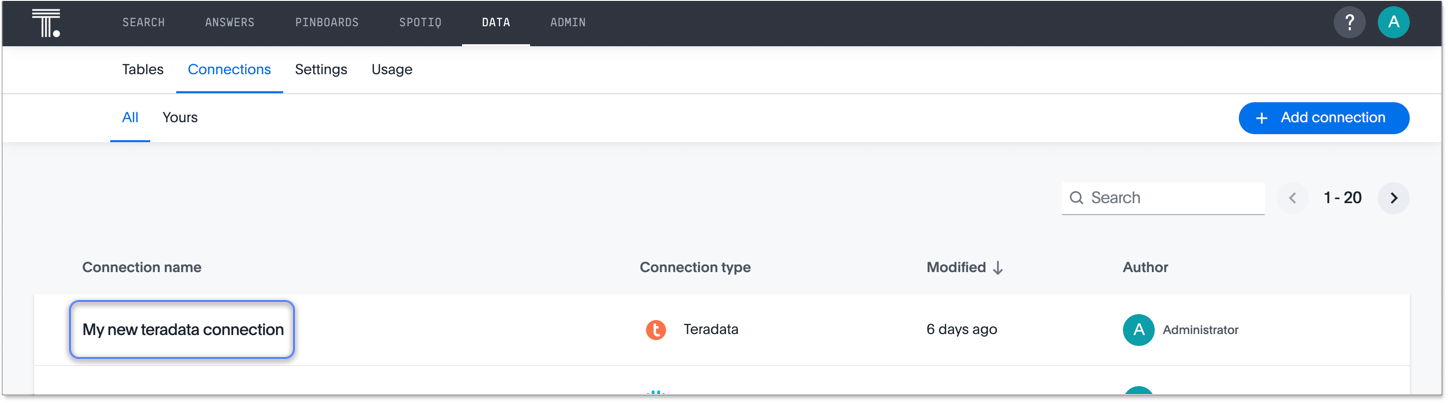 T. SEARCH ANSWERS PINBOARDS SPOTIQ DATA ADMIN ? A
Tables Connections Settings Usage
All Yours + Add connection
Search 1 - 20
Connection name Connection type Modified ↓ Author
My new teradata connection t Teradata 6 days ago A Administrator